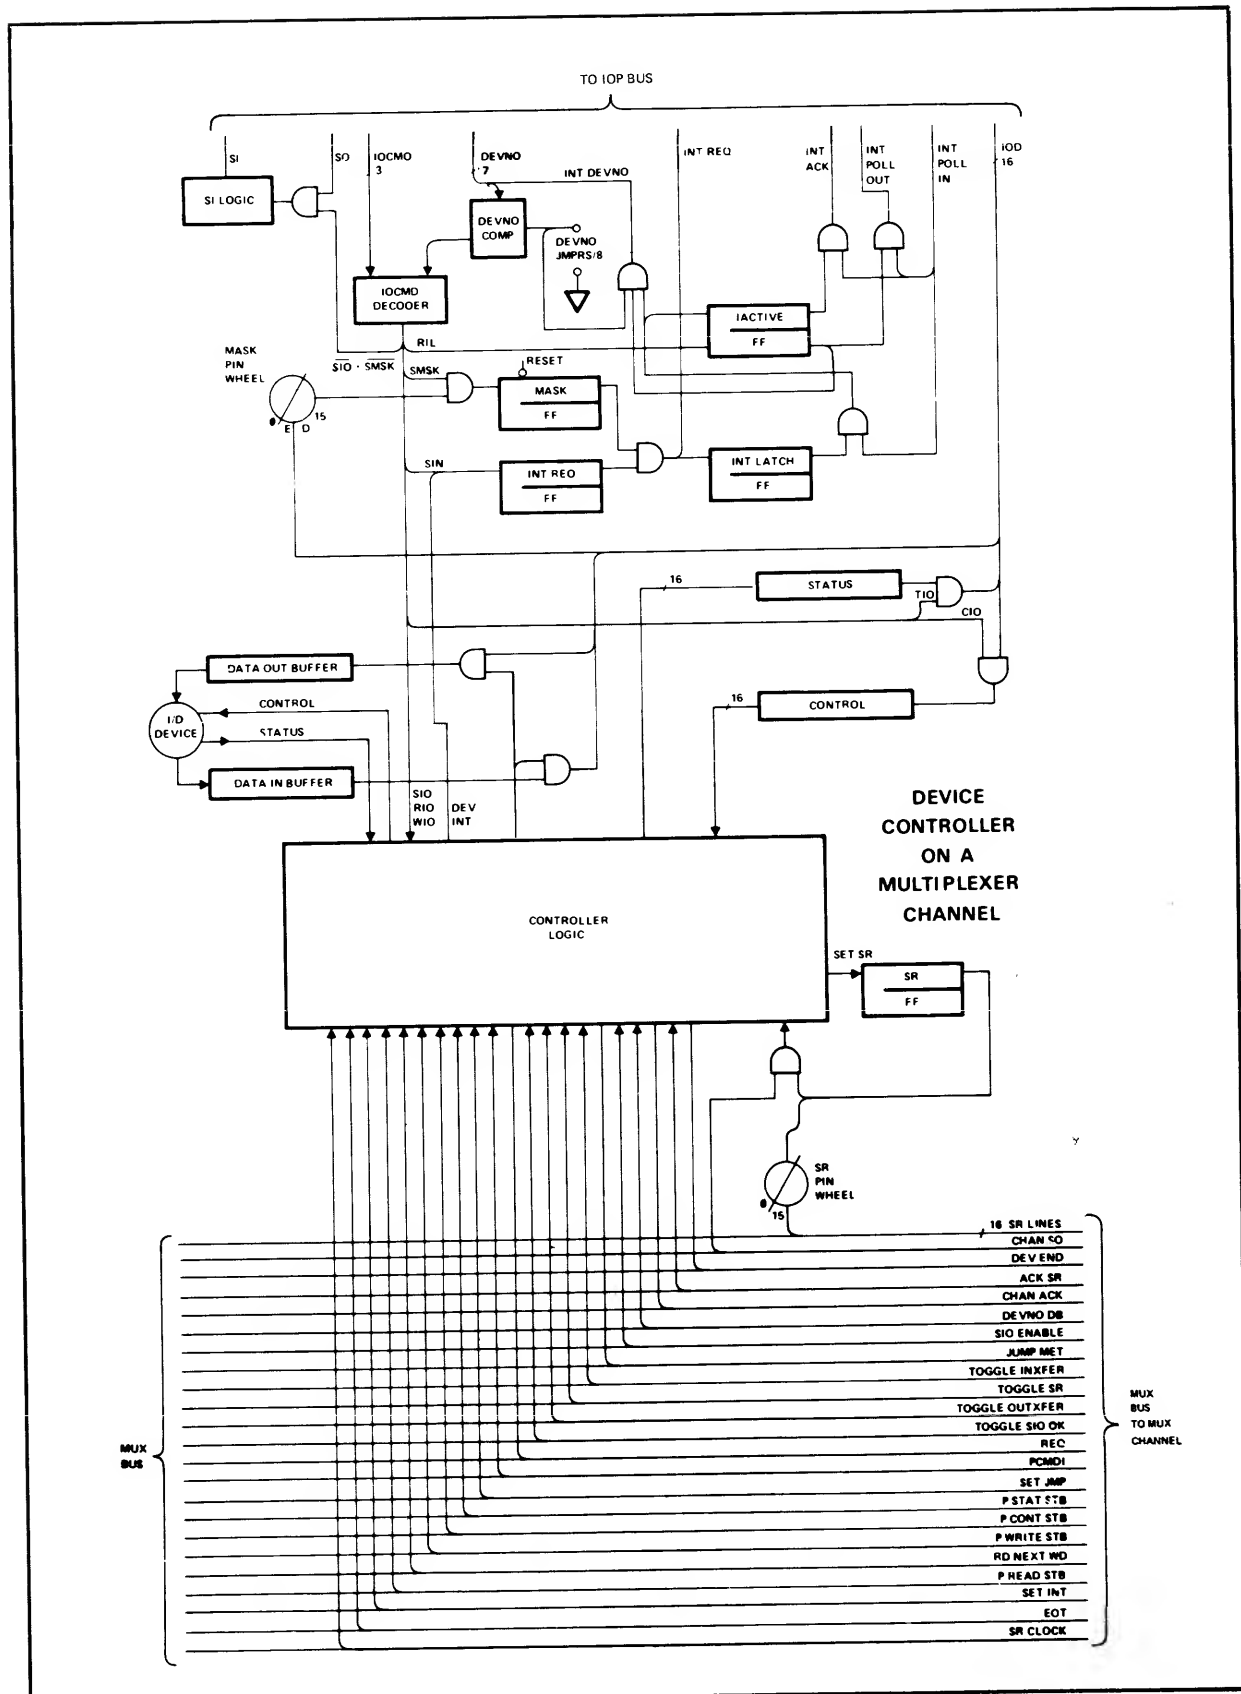 TO IOP BUS
SI
SO
IOCMO
3
DEVNO
7
INT DEVNO
INT REQ
INT
ACK
INT
POLL
OUT
INT
POLL
IN
IOD
16
SI LOGIC
DEVNO
COMP
DEVNO
JMPRS/8
IOCMD
DECODER
IACTIVE
FF
RIL
MASK
PIN
WHEEL
SIO · SMSK
SMSK
RESET
MASK
FF
0
15
E D
SIN
INT REQ
FF
INT LATCH
FF
16
STATUS
TIO
CIO
DATA OUT BUFFER
CONTROL
I/D
DEVICE
STATUS
DATA IN BUFFER
16
CONTROL
SIO
RIO
WIO
DEV
INT
DEVICE
CONTROLLER
ON A
MULTIPLEXER
CHANNEL
CONTROLLER
LOGIC
SET SR
SR
FF
SR
PIN
WHEEL
0
15
16 SR LINES
CHAN SO
DEV END
ACK SR
CHAN ACK
DEVNO DB
SIO ENABLE
JUMP MET
TOGGLE INXFER
TOGGLE SR
TOGGLE OUTXFER
TOGGLE SIO OK
REQ
PCMDI
SET JMP
P STAT STB
P CONT STB
P WRITE STB
RD NEXT WD
P READ STB
SET INT
EOT
SR CLOCK
MUX
BUS
MUX
BUS
TO MUX
CHANNEL